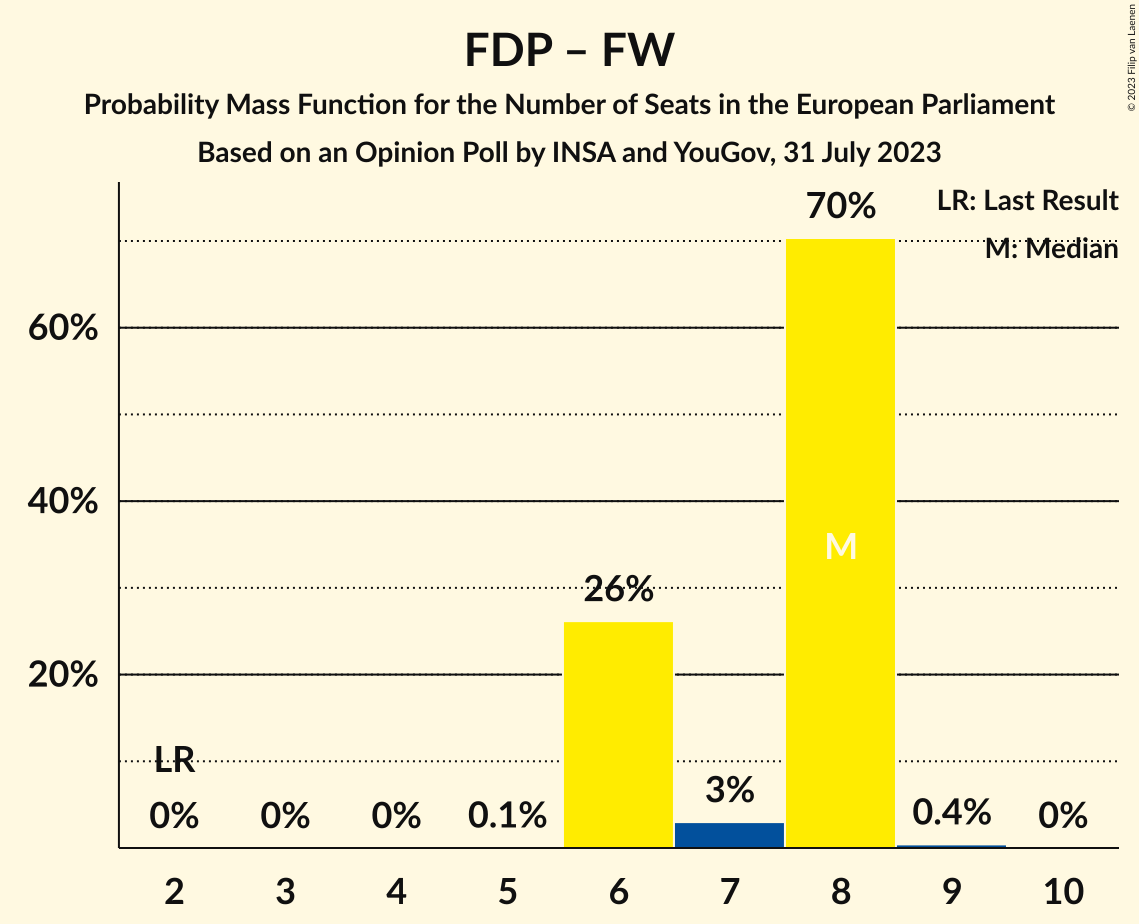 FDP – FW
Probability Mass Function for the Number of Seats in the European Parliament
Based on an Opinion Poll by INSA and YouGov, 31 July 2023
© 2023 Filip van Laenen
LR: Last Result
M: Median
70%
60%
40%
M
26%
20%
LR
0%
0%
0%
0.1%
3%
0.4%
0%
2
3
4
5
6
7
8
9
10